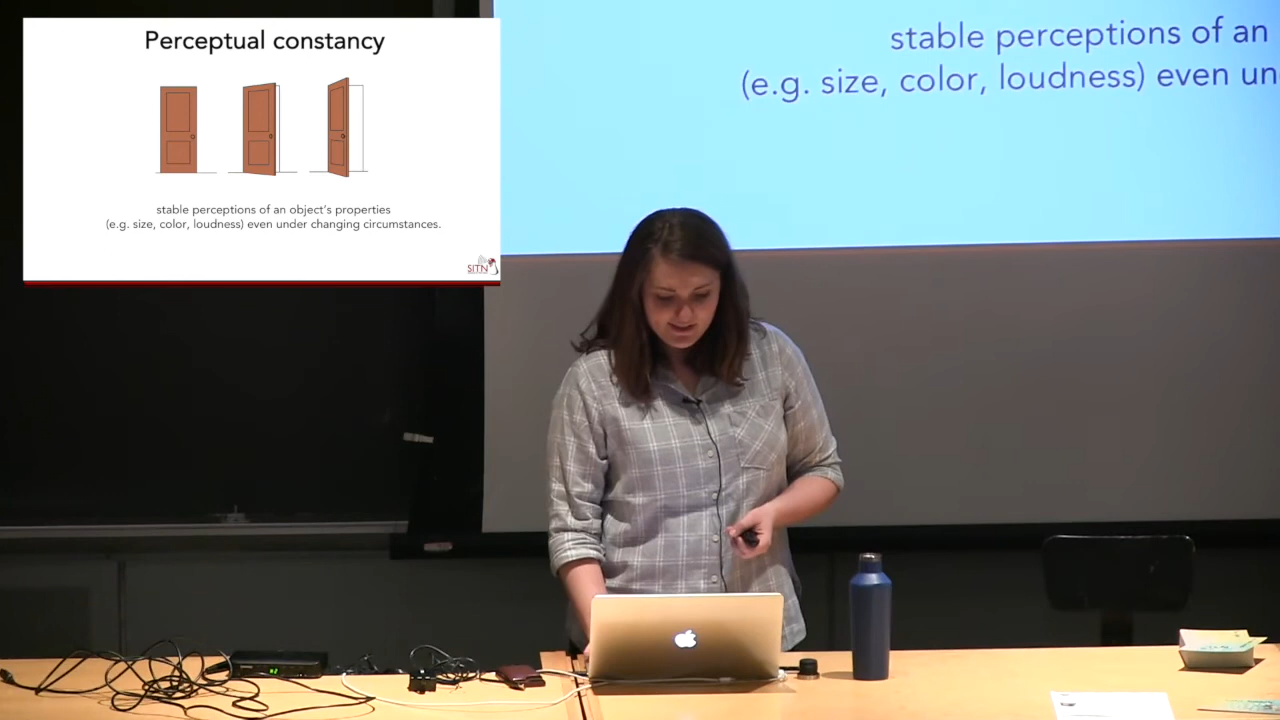 Perceptual constancy
stable perceptions of an object's properties
(e.g. size, color, loudness) even under changing circumstances.
SITN
stable perceptions of an
(e.g. size, color, loudness) even un